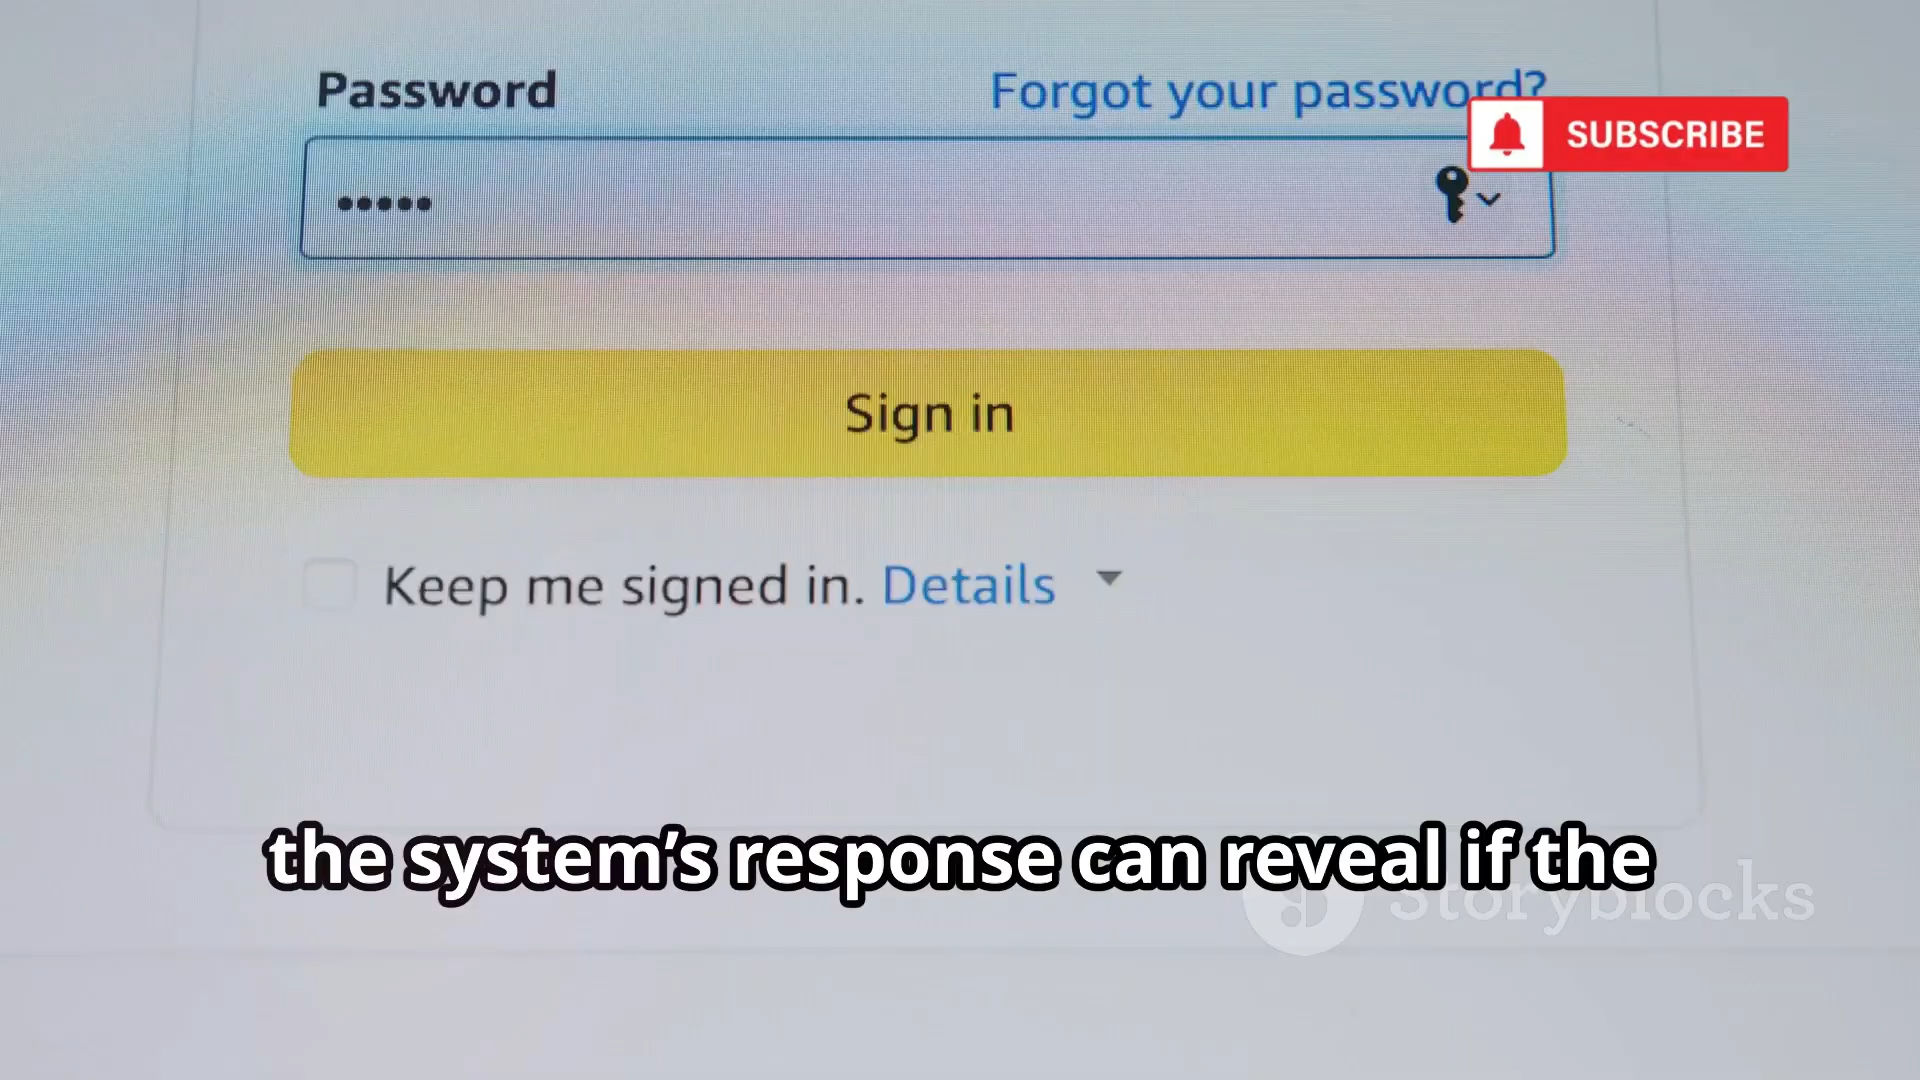 Password
Forgot your password?
SUBSCRIBE
•••••
Sign in
Keep me signed in. Details
the system's response can reveal if the
Storyblocks